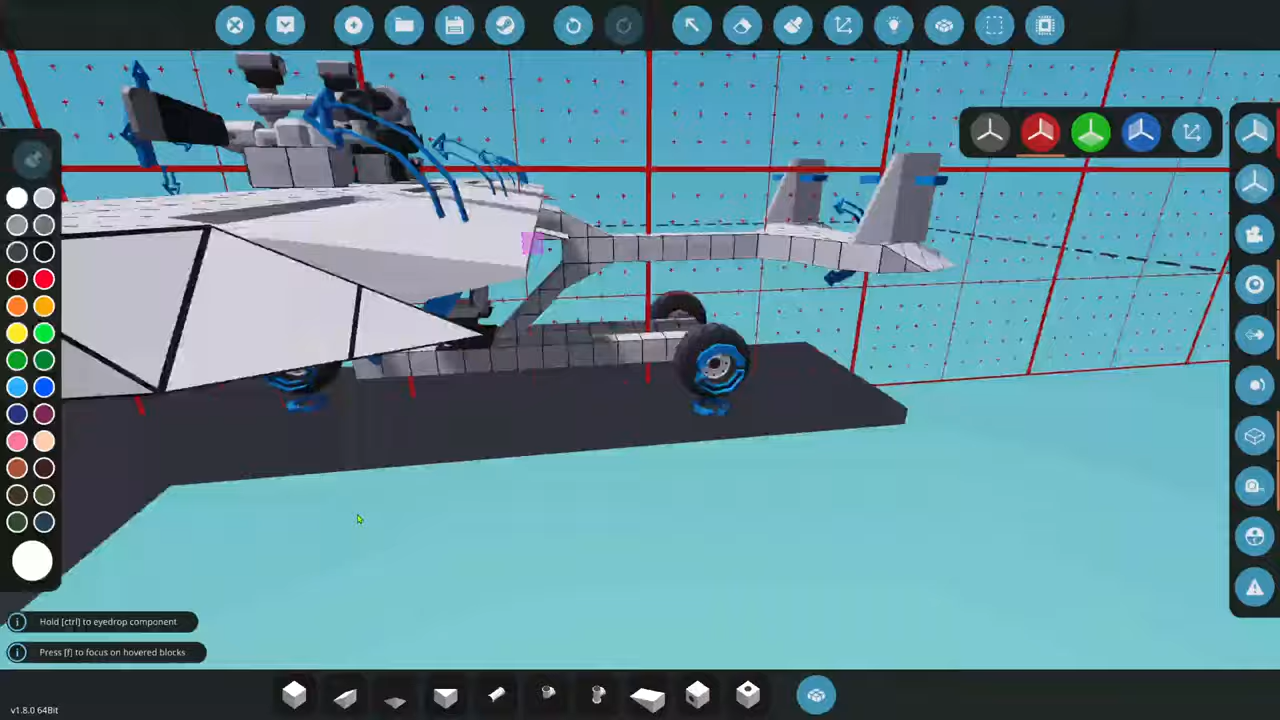 Hold [ctrl] to eyedrop component
Press [f] to focus on hovered blocks
v1.8.0 64Bit